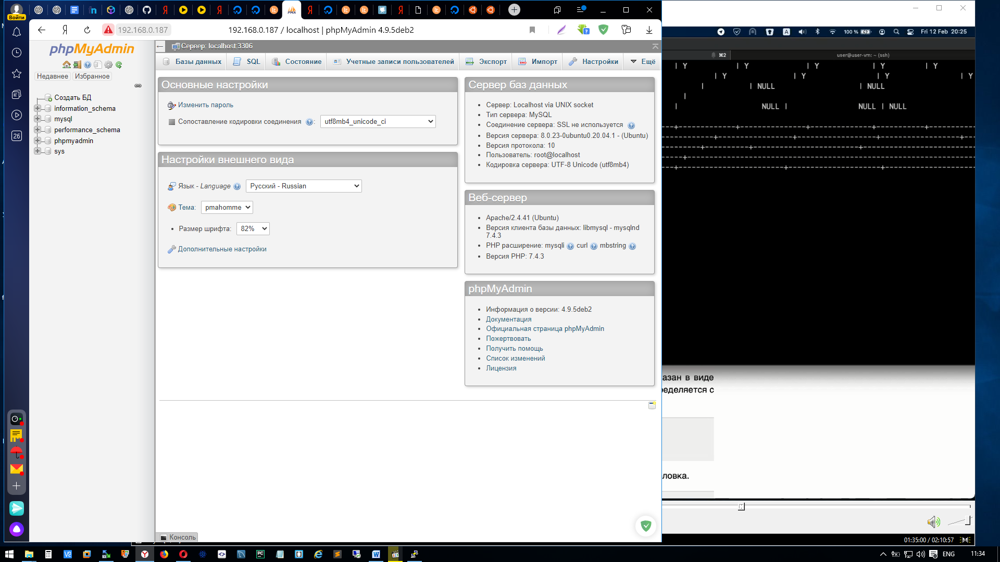 Войти
192.168.0.187
192.168.0.187 / localhost | phpMyAdmin 4.9.5deb2
PMA
26
phpMyAdmin
Недавнее Избранное
Создать БД
information_schema
mysql
performance_schema
phpmyadmin
sys
Сервер: localhost:3306
Базы данных SQL Состояние Учетные записи пользователей Экспорт Импорт Настройки Ещё
Основные настройки
Изменить пароль
Сопоставление кодировки соединения : utf8mb4_unicode_ci
Настройки внешнего вида
Язык - Language Русский - Russian
Тема: pmahomme
Размер шрифта: 82%
Дополнительные настройки
Сервер баз данных
Сервер: Localhost via UNIX socket
Тип сервера: MySQL
Соединение сервера: SSL не используется
Версия сервера: 8.0.23-0ubuntu0.20.04.1 - (Ubuntu)
Версия протокола: 10
Пользователь: root@localhost
Кодировка сервера: UTF-8 Unicode (utf8mb4)
Веб-сервер
Apache/2.4.41 (Ubuntu)
Версия клиента базы данных: libmysql - mysqlnd
7.4.3
PHP расширение: mysqli curl mbstring
Версия PHP: 7.4.3
phpMyAdmin
Информация о версии: 4.9.5deb2
Документация
Официальная страница phpMyAdmin
Пожертвовать
Получить помощь
Список изменений
Лицензия
Консоль
100 % Fri 12 Feb 20:25
⌘2 user@user-vm: ~ (ssh)
| Y | Y | Y | Y | Y
| Y | Y | Y | Y
| | NULL | NULL
|
| NULL | NULL | NULL
азан в виде
ределяется с
ловка.
01:35:00 / 02:10:57
ENG 11:34